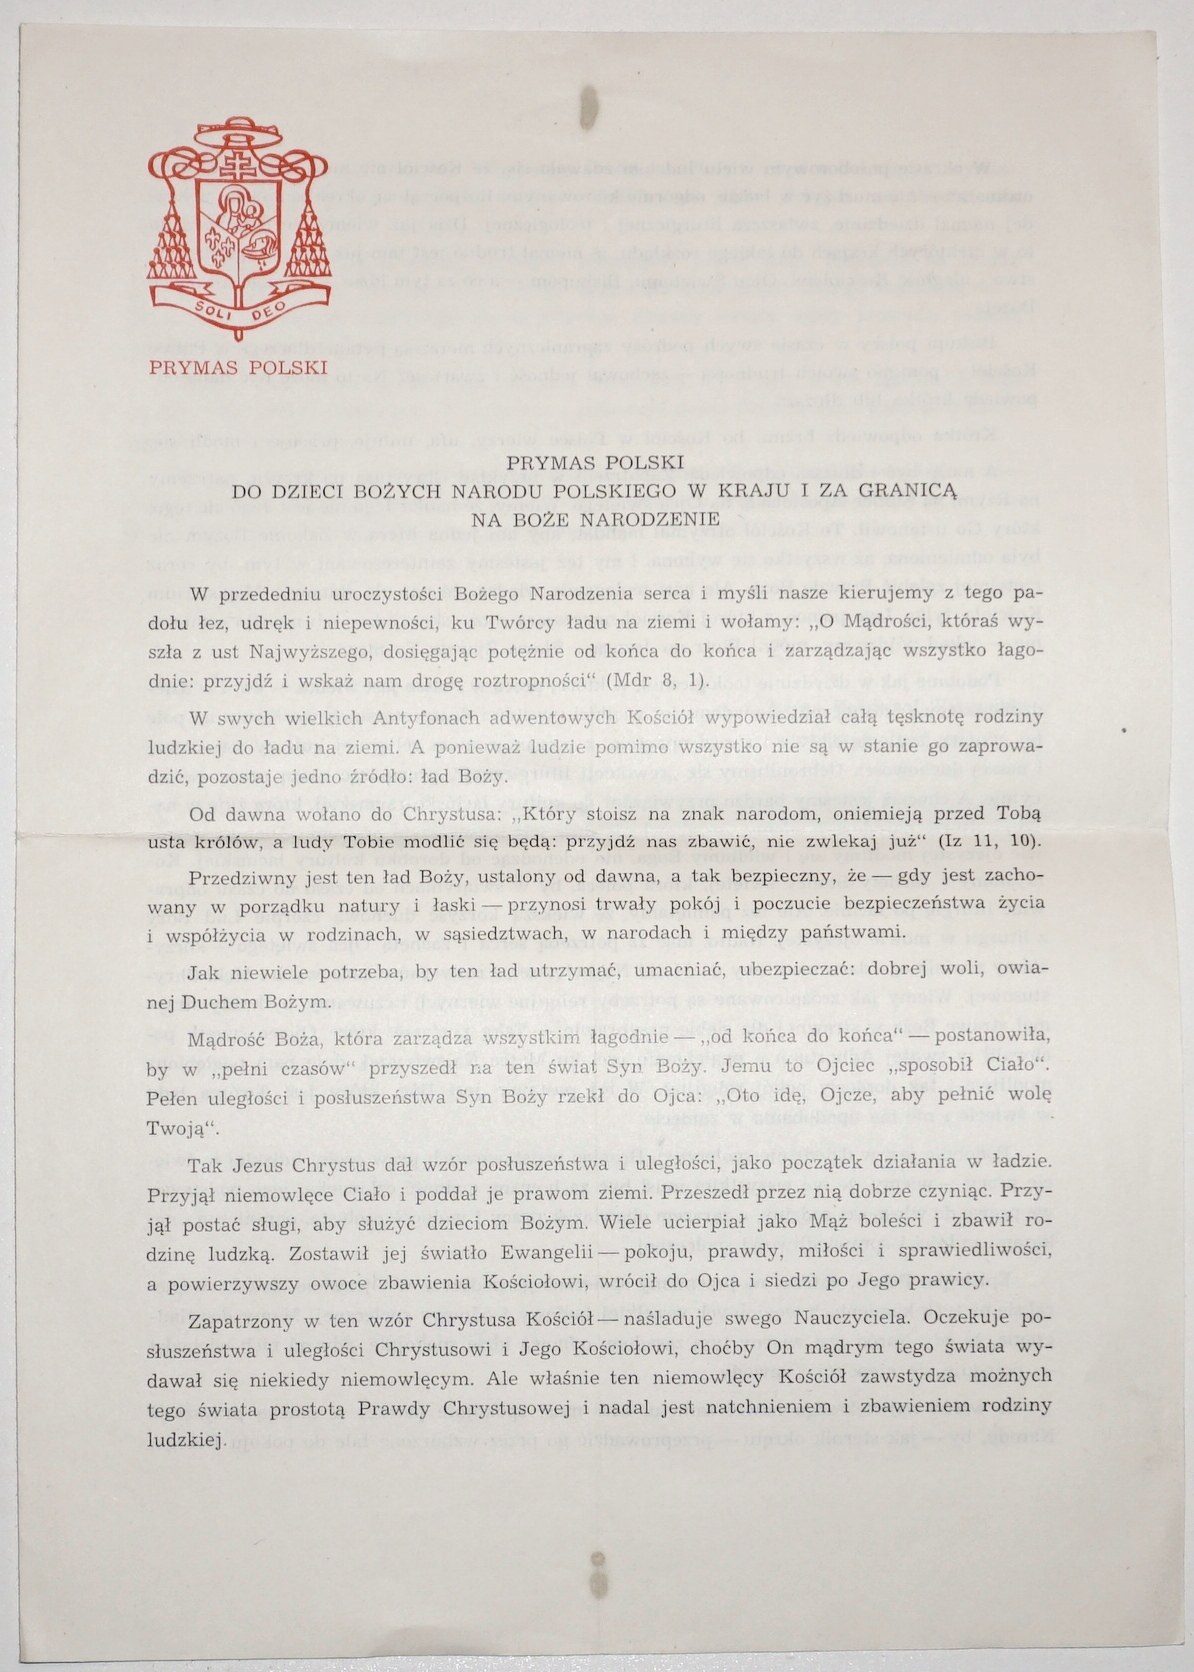 SOLI DEO
PRYMAS POLSKI
PRYMAS POLSKI
DO DZIECI BOŻYCH NARODU POLSKIEGO W KRAJU I ZA GRANICĄ
NA BOŻE NARODZENIE
W przededniu uroczystości Bożego Narodzenia serca i myśli nasze kierujemy z tego pa-
dołu łez, udręk i niepewności, ku Twórcy ładu na ziemi i wołamy: „O Mądrości, któraś wy-
szła z ust Najwyższego, dosięgając potężnie od końca do końca i zarządzając wszystko łago-
dnie: przyjdź i wskaż nam drogę roztropności“ (Mdr 8, 1).
W swych wielkich Antyfonach adwentowych Kościół wypowiedział całą tęsknotę rodziny
ludzkiej do ładu na ziemi. A ponieważ ludzie pomimo wszystko nie są w stanie go zaprowa-
dzić, pozostaje jedno źródło: ład Boży.
Od dawna wołano do Chrystusa: „Który stoisz na znak narodom, oniemieją przed Tobą
usta królów, a ludy Tobie modlić się będą: przyjdź nas zbawić, nie zwlekaj już“ (Iz 11, 10).
Przedziwny jest ten ład Boży, ustalony od dawna, a tak bezpieczny, że — gdy jest zacho-
wany w porządku natury i łaski — przynosi trwały pokój i poczucie bezpieczeństwa życia
i współżycia w rodzinach, w sąsiedztwach, w narodach i między państwami.
Jak niewiele potrzeba, by ten ład utrzymać, umacniać, ubezpieczać: dobrej woli, owia-
nej Duchem Bożym.
Mądrość Boża, która zarządza wszystkim łagodnie — „od końca do końca“ — postanowiła,
by w „pełni czasów“ przyszedł na ten świat Syn Boży. Jemu to Ojciec „sposobił Ciało“.
Pełen uległości i posłuszeństwa Syn Boży rzekł do Ojca: „Oto idę, Ojcze, aby pełnić wolę
Twoją“.
Tak Jezus Chrystus dał wzór posłuszeństwa i uległości, jako początek działania w ładzie.
Przyjął niemowlęce Ciało i poddał je prawom ziemi. Przeszedł przez nią dobrze czyniąc. Przy-
jął postać sługi, aby służyć dzieciom Bożym. Wiele ucierpiał jako Mąż boleści i zbawił ro-
dzinę ludzką. Zostawił jej światło Ewangelii — pokoju, prawdy, miłości i sprawiedliwości,
a powierzywszy owoce zbawienia Kościołowi, wrócił do Ojca i siedzi po Jego prawicy.
Zapatrzony w ten wzór Chrystusa Kościół — naśladuje swego Nauczyciela. Oczekuje po-
słuszeństwa i uległości Chrystusowi i Jego Kościołowi, choćby On mądrym tego świata wy-
dawał się niekiedy niemowlęcym. Ale właśnie ten niemowlęcy Kościół zawstydza możnych
tego świata prostotą Prawdy Chrystusowej i nadal jest natchnieniem i zbawieniem rodziny
ludzkiej.